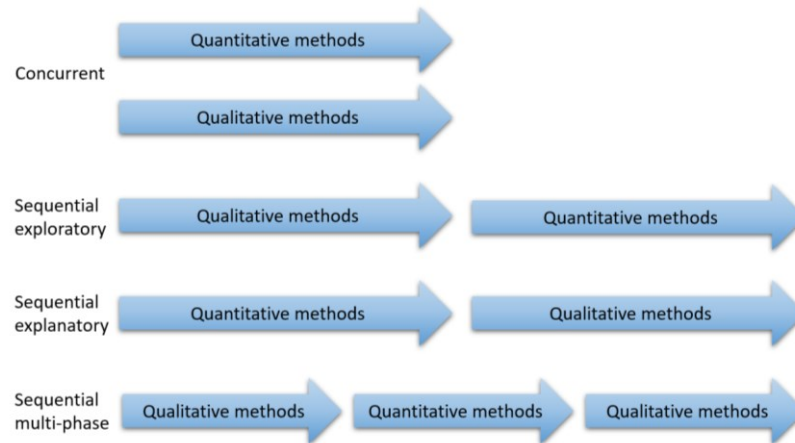 Quantitative methods
Concurrent
Qualitative methods
Sequential
exploratory
Qualitative methods
Quantitative methods
Sequential
explanatory
Quantitative methods
Qualitative methods
Sequential
multi-phase
Qualitative methods
Quantitative methods
Qualitative methods